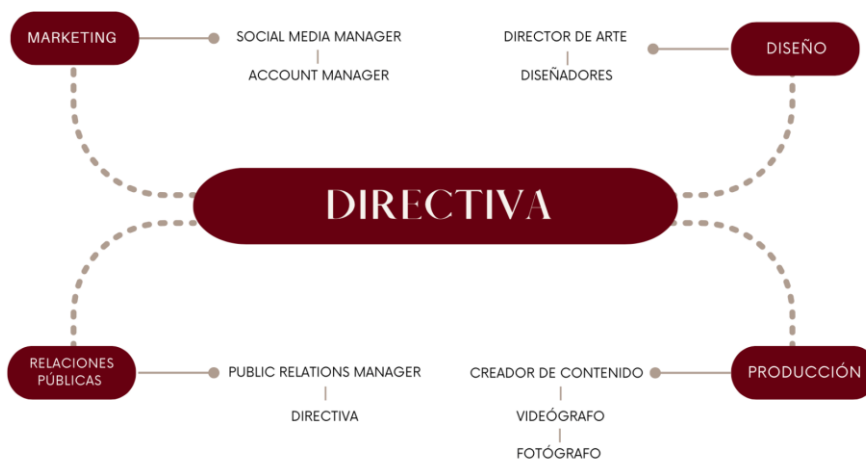 MARKETING
SOCIAL MEDIA MANAGER
ACCOUNT MANAGER
DIRECTOR DE ARTE
DISEÑADORES
DISEÑO
DIRECTIVA
RELACIONES
PÚBLICAS
PUBLIC RELATIONS MANAGER
DIRECTIVA
CREADOR DE CONTENIDO
VIDEÓGRAFO
FOTÓGRAFO
PRODUCCIÓN